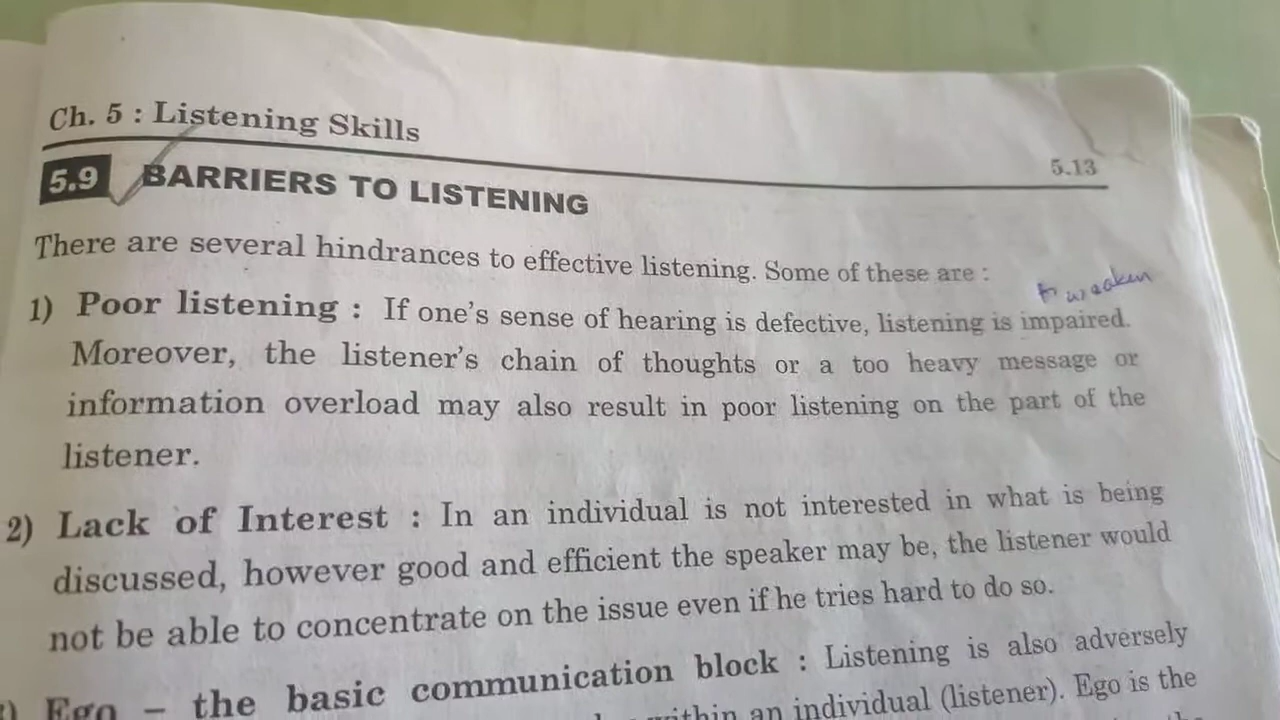 Ch. 5 : Listening Skills
5.13
5.9 BARRIERS TO LISTENING
There are several hindrances to effective listening. Some of these are :
to weaken
1) Poor listening : If one's sense of hearing is defective, listening is impaired.
Moreover, the listener's chain of thoughts or a too heavy message or
information overload may also result in poor listening on the part of the
listener.
2) Lack of Interest : In an individual is not interested in what is being
discussed, however good and efficient the speaker may be, the listener would
not be able to concentrate on the issue even if he tries hard to do so.
Ego – the basic communication block : Listening is also adversely
within an individual (listener). Ego is the